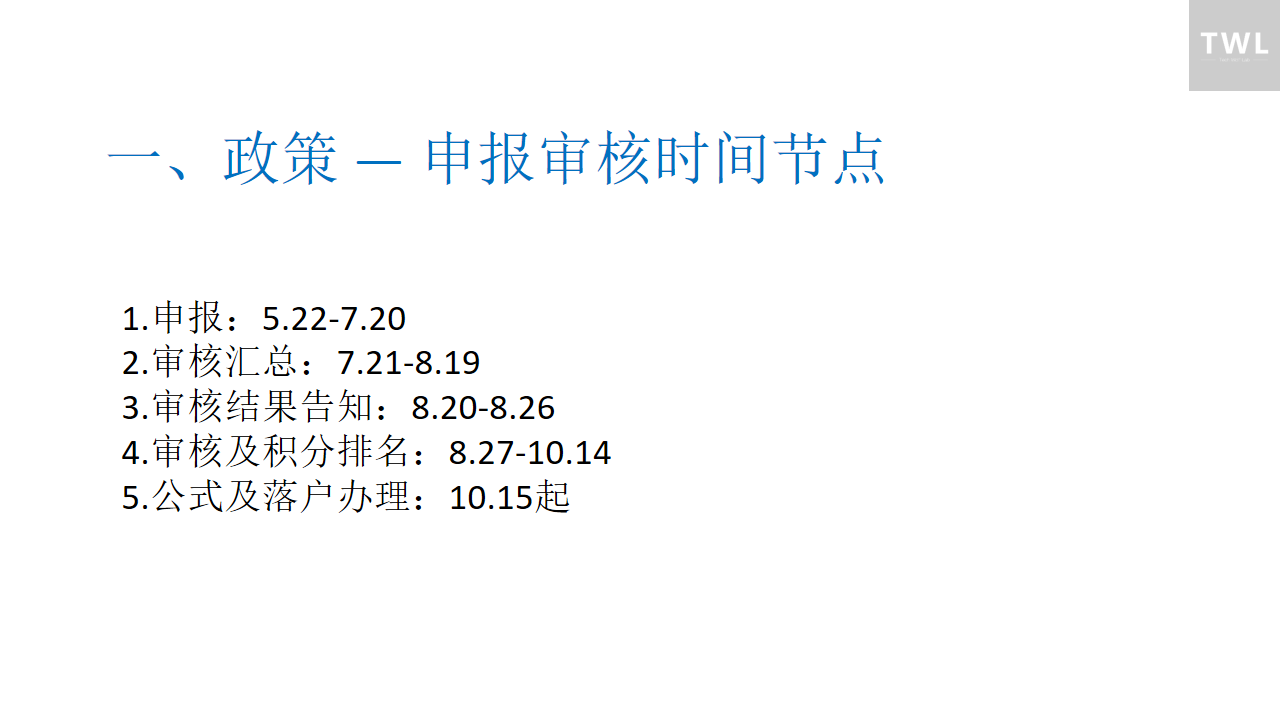 TWL
一、政策 — 申报审核时间节点
1.申报：5.22-7.20
2.审核汇总：7.21-8.19
3.审核结果告知：8.20-8.26
4.审核及积分排名：8.27-10.14
5.公式及落户办理：10.15起